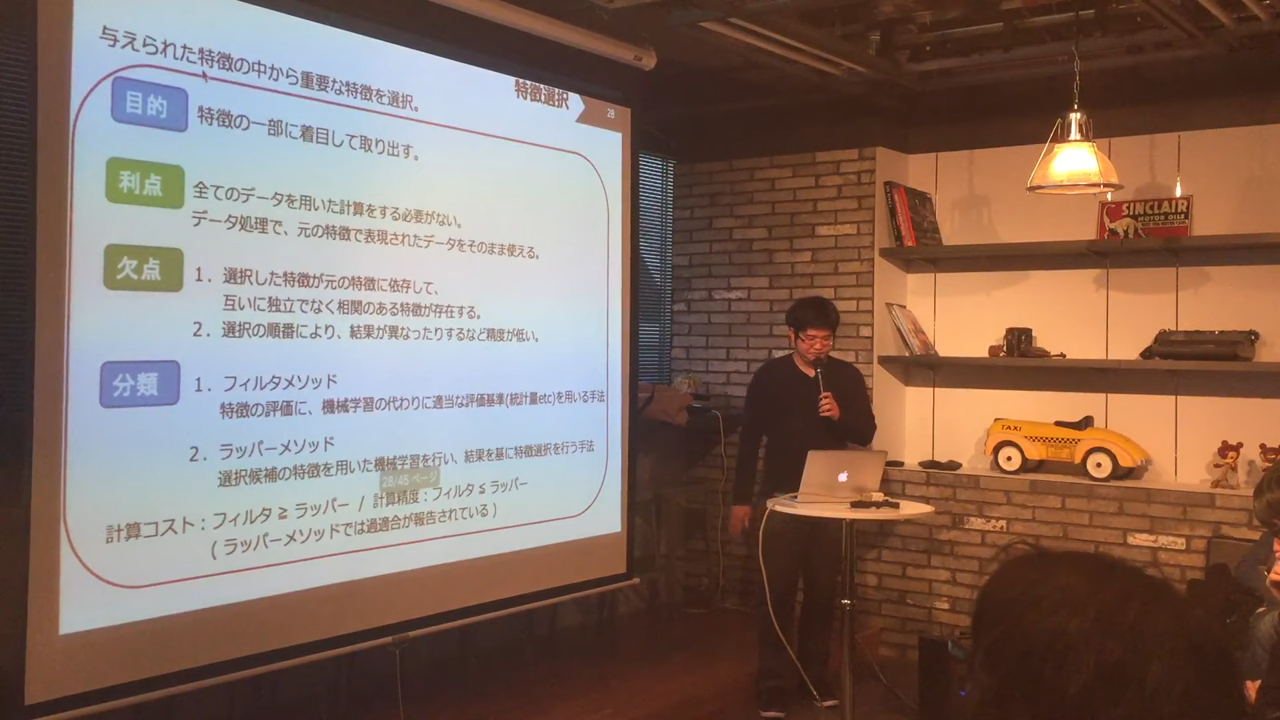 与えられた特徴の中から重要な特徴を選択。
特徴選択
28
目的
特徴の一部に着目して取り出す。
利点
全てのデータを用いた計算をする必要がない。
データ処理で、元の特徴で表現されたデータをそのまま使える。
欠点
1. 選択した特徴が元の特徴に依存して、
互いに独立でなく相関のある特徴が存在する。
2. 選択の順番により、結果が異なったりするなど精度が低い。
分類
1. フィルタメソッド
特徴の評価に、機械学習の代わりに適当な評価基準(統計量etc)を用いる手法
2. ラッパーメソッド
選択候補の特徴を用いた機械学習を行い、結果を基に特徴選択を行う手法
28/45 ページ
計算コスト：フィルタ ≧ ラッパー / 計算精度：フィルタ ≦ ラッパー
( ラッパーメソッドでは過適合が報告されている )
SINCLAIR
MOTOR OILS
TAXI